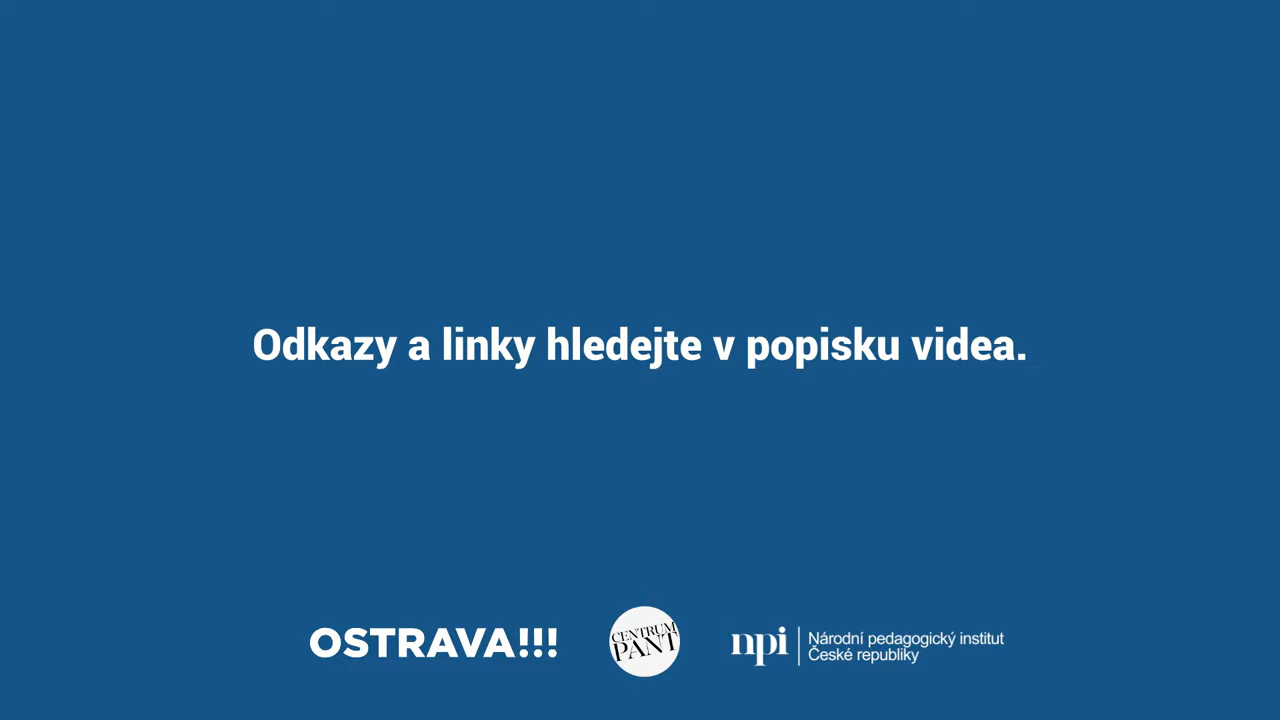 Odkazy a linky hledejte v popisku videa.
OSTRAVA!!!
CENTRUM
PANT
npi
Národní pedagogický institut
České republiky